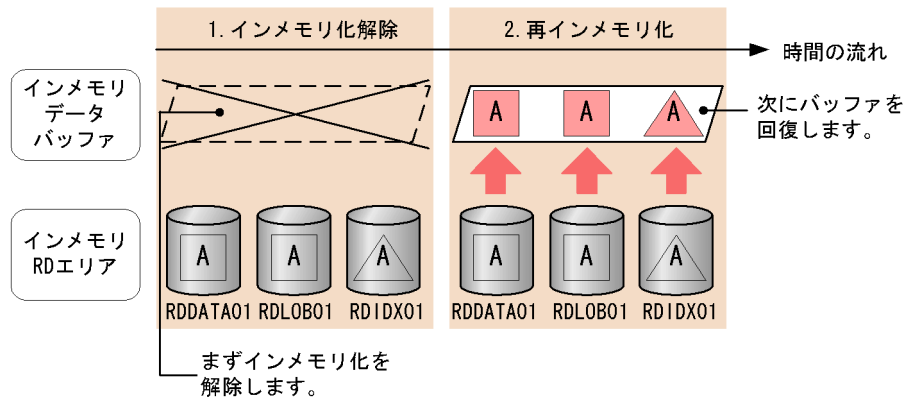 1.インメモリ化解除
2.再インメモリ化
時間の流れ
インメモリ
データ
バッファ
A A A
次にバッファを
回復します。
インメモリ
RDエリア
A A A A A A
RDDATA01 RDLOB01 RDIDX01 RDDATA01 RDLOB01 RDIDX01
まずインメモリ化を
解除します。